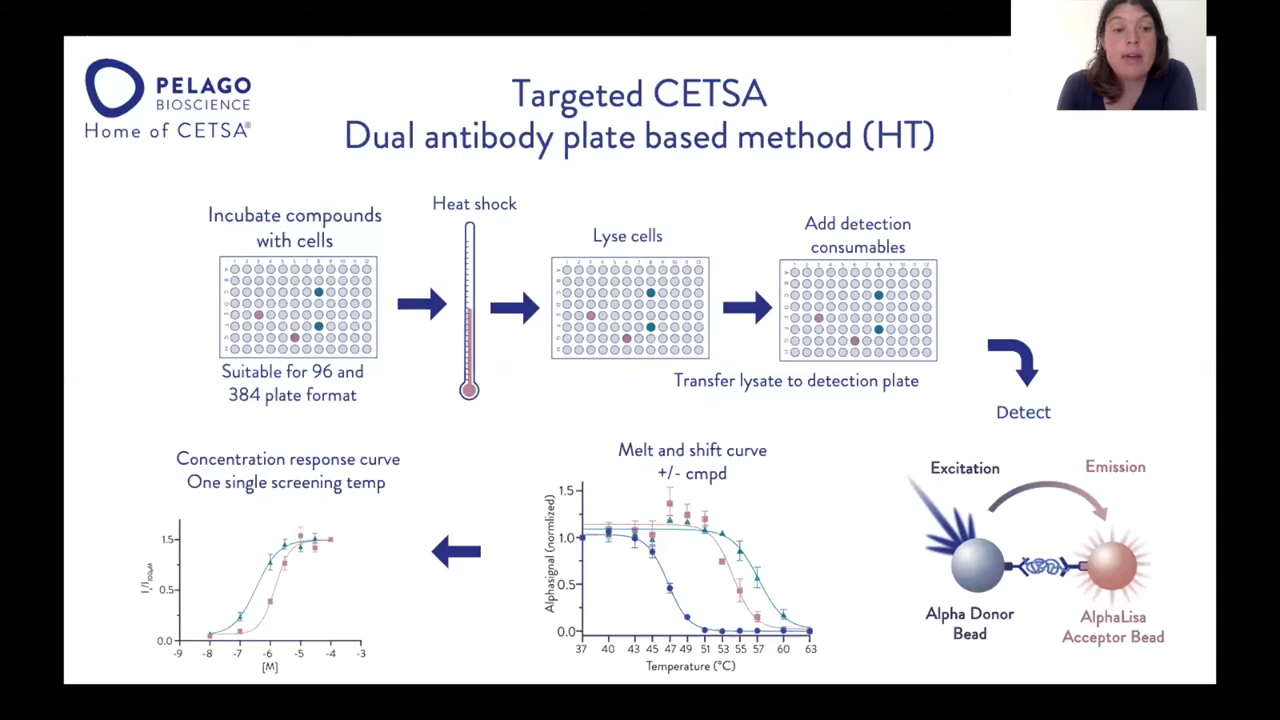 PELAGO
BIOSCIENCE
Home of CETSA®
Targeted CETSA
Dual antibody plate based method (HT)
Incubate compounds
with cells
Suitable for 96 and
384 plate format
Heat shock
Lyse cells
Add detection
consumables
Transfer lysate to detection plate
Detect
Excitation
Emission
Alpha Donor
Bead
AlphaLisa
Acceptor Bead
Melt and shift curve
+/- cmpd
Alphasignal (normlized)
1.5
1.0
0.5
0.0
37 40 43 45 47 49 51 53 55 57 60 63
Temperature (°C)
Concentration response curve
One single screening temp
1.5
0.5
0.0
-9 -8 -7 -6 -5 -4 -3
[M]